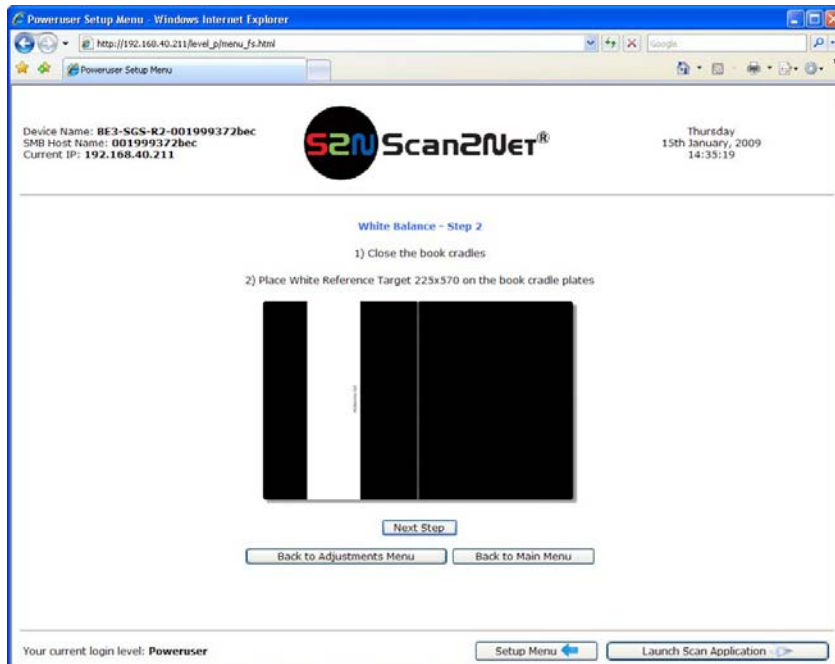 Poweruser Setup Menu - Windows Internet Explorer
http://192.168.40.211/level_p/menu_fs.html
Google
Poweruser Setup Menu
Device Name: BE3-SGS-R2-001999372bec
SMB Host Name: 001999372bec
Current IP: 192.168.40.211
S2N Scan2Net®
Thursday
15th January, 2009
14:35:19
White Balance - Step 2
1) Close the book cradles
2) Place White Reference Target 225x570 on the book cradle plates
Next Step
Back to Adjustments Menu
Back to Main Menu
Your current login level: Poweruser
Setup Menu
Launch Scan Application